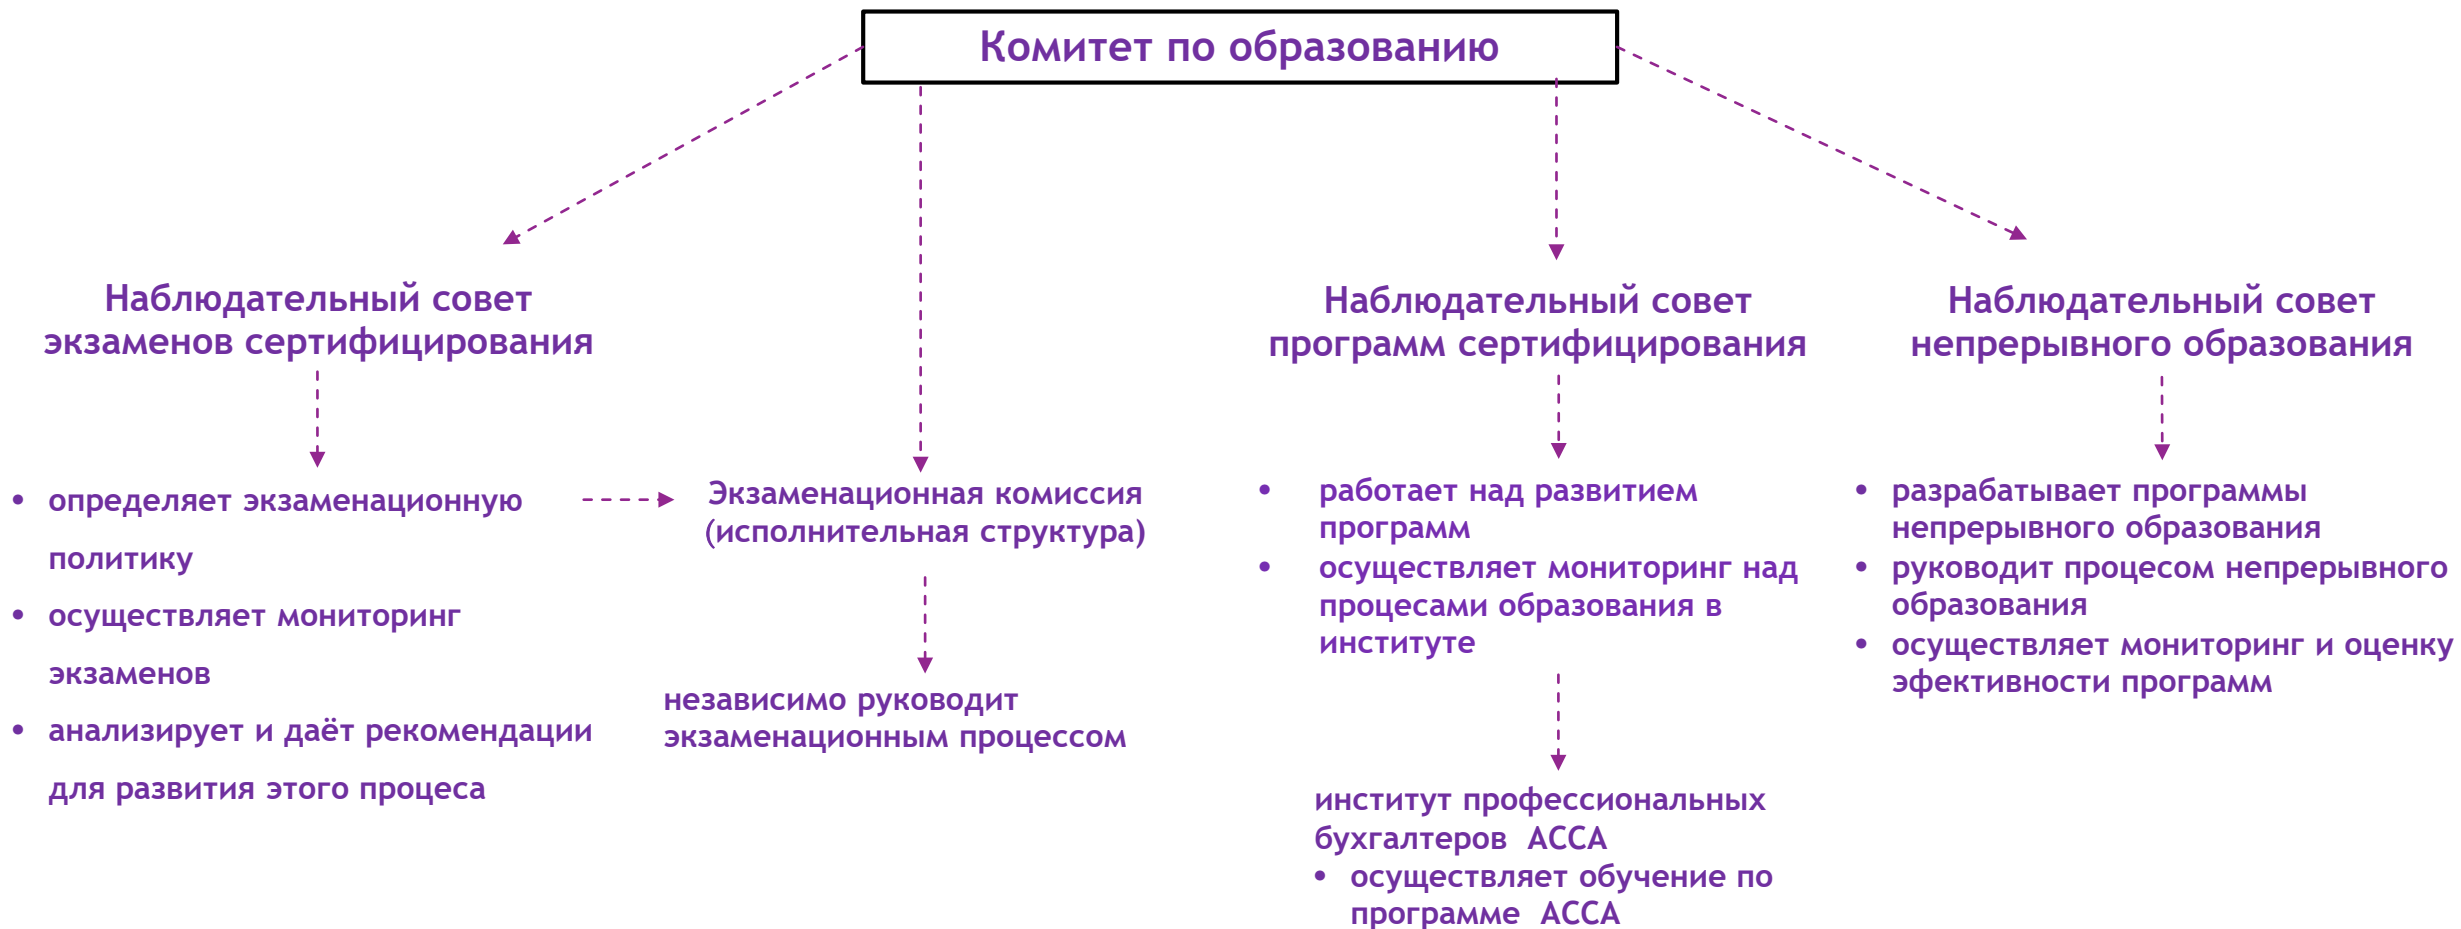 Комитет по образованию
Наблюдательный совет
экзаменов сертифицирования
• определяет экзаменационную
политику
• осуществляет мониторинг
экзаменов
• анализирует и даёт рекомендации
для развития этого процеса
Экзаменационная комиссия
(исполнительная структура)
независимо руководит
экзаменационным процессом
Наблюдательный совет
программ сертифицирования
• работает над развитием
программ
• осуществляет мониторинг над
процесами образования в
институте
институт профессиональных
бухгалтеров АССА
• осуществляет обучение по
программе АССА
Наблюдательный совет
непрерывного образования
• разрабатывает программы
непрерывного образования
• руководит процесом непрерывного
образования
• осуществляет мониторинг и оценку
эфективности программ